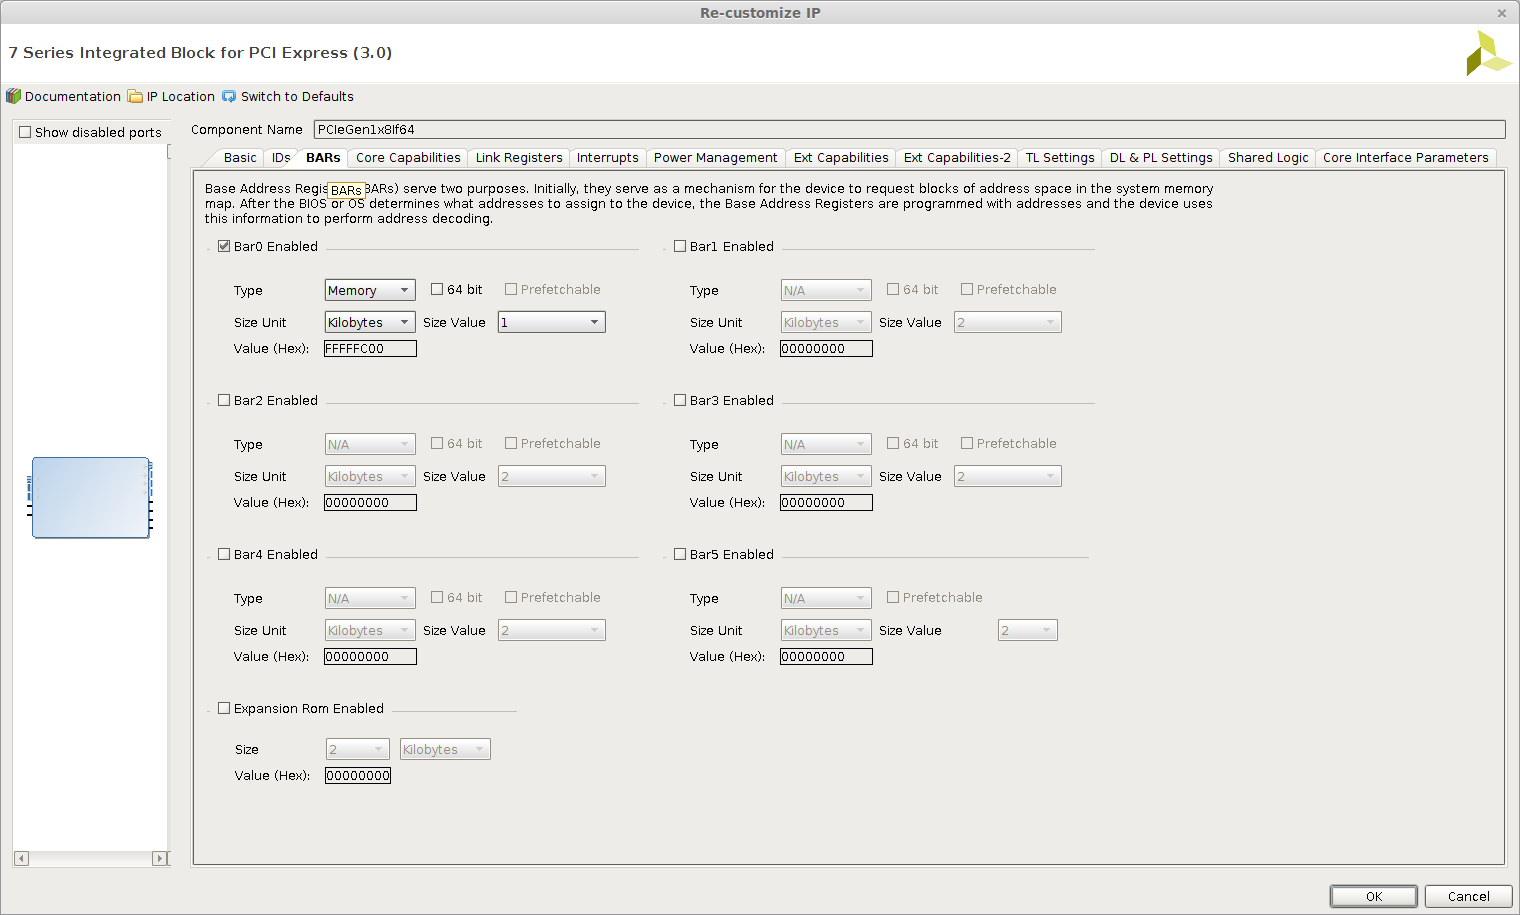 Re-customize IP
7 Series Integrated Block for PCI Express (3.0)
Documentation IP Location Switch to Defaults
Show disabled ports
Component Name PCIeGen1x8If64
Basic IDs BARs Core Capabilities Link Registers Interrupts Power Management Ext Capabilities Ext Capabilities-2 TL Settings DL & PL Settings Shared Logic Core Interface Parameters
Base Address Regis BARs) serve two purposes. Initially, they serve as a mechanism for the device to request blocks of address space in the system memory
BARs
map. After the BIOS or OS determines what addresses to assign to the device, the Base Address Registers are programmed with addresses and the device uses
this information to perform address decoding.
Bar0 Enabled
Type Memory 64 bit Prefetchable
Size Unit Kilobytes Size Value 1
Value (Hex): FFFFFC00
Bar1 Enabled
Type N/A 64 bit Prefetchable
Size Unit Kilobytes Size Value 2
Value (Hex): 00000000
Bar2 Enabled
Type N/A 64 bit Prefetchable
Size Unit Kilobytes Size Value 2
Value (Hex): 00000000
Bar3 Enabled
Type N/A 64 bit Prefetchable
Size Unit Kilobytes Size Value 2
Value (Hex): 00000000
Bar4 Enabled
Type N/A 64 bit Prefetchable
Size Unit Kilobytes Size Value 2
Value (Hex): 00000000
Bar5 Enabled
Type N/A Prefetchable
Size Unit Kilobytes Size Value 2
Value (Hex): 00000000
Expansion Rom Enabled
Size 2 Kilobytes
Value (Hex): 00000000
OK Cancel